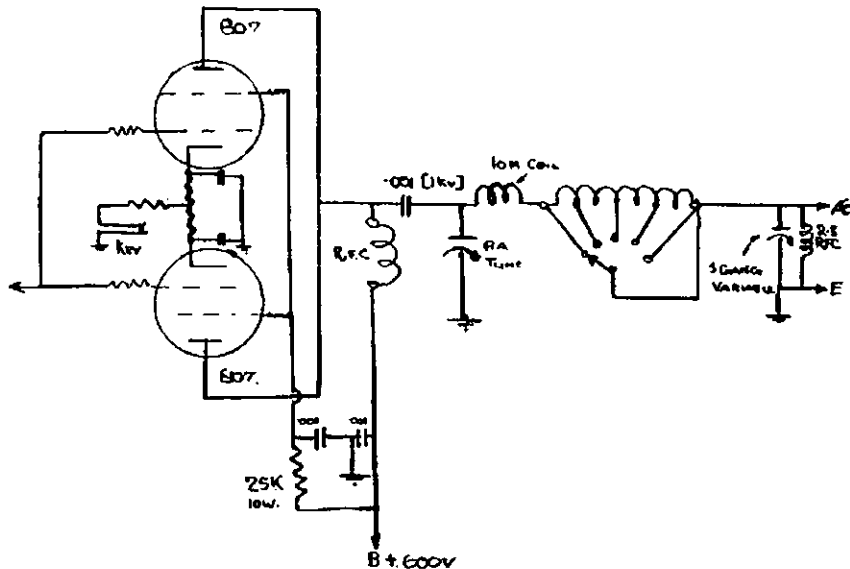 807
.001 [1KV]
10M COIL
KEY
R.F.C
PA
TUNE
3 GANG
VARIABLE
AE
2.5
RFC
E
807.
.001
.001
25K
10W.
B+ 600V